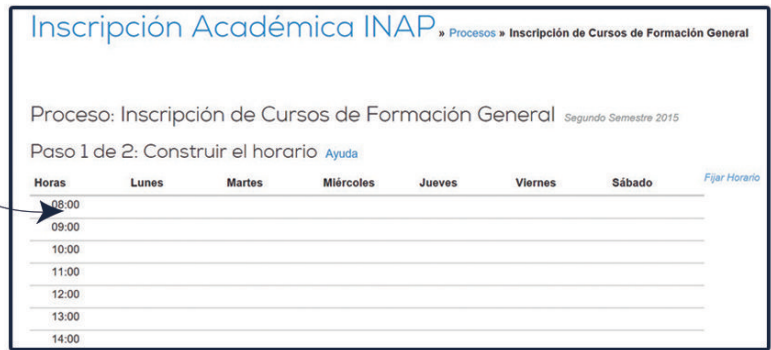 Inscripción Académica INAP » Procesos » Inscripción de Cursos de Formación General
Proceso: Inscripción de Cursos de Formación General Segundo Semestre 2015
Paso 1 de 2: Construir el horario Ayuda
Horas Lunes Martes Miércoles Jueves Viernes Sábado Fijar Horario
08:00
09:00
10:00
11:00
12:00
13:00
14:00